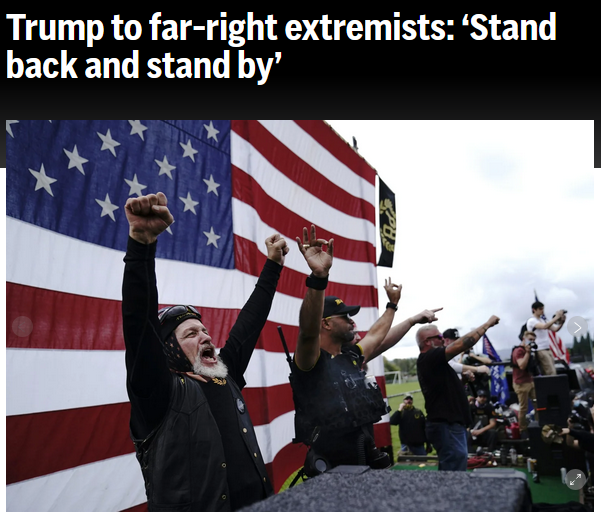 Trump to far-right extremists: ‘Stand
back and stand by’